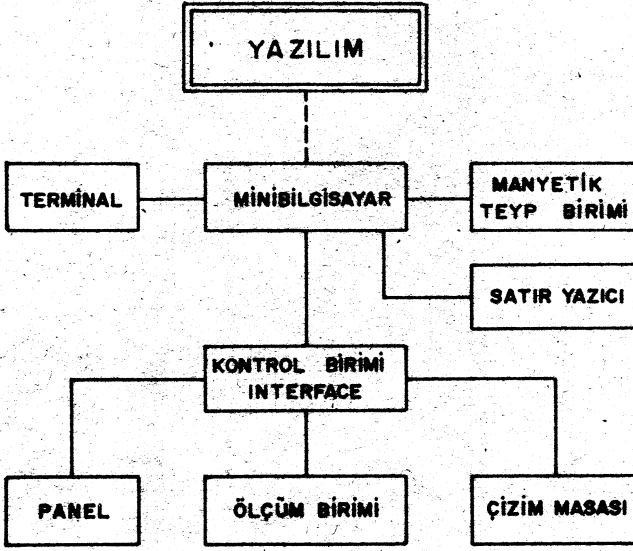 YAZILIM
TERMİNAL
MİNİBİLGİSAYAR
MANYETİK
TEYP BİRİMİ
SATIR YAZICI
KONTROL BİRİMİ
INTERFACE
PANEL
ÖLÇÜM BİRİMİ
ÇİZİM MASASI